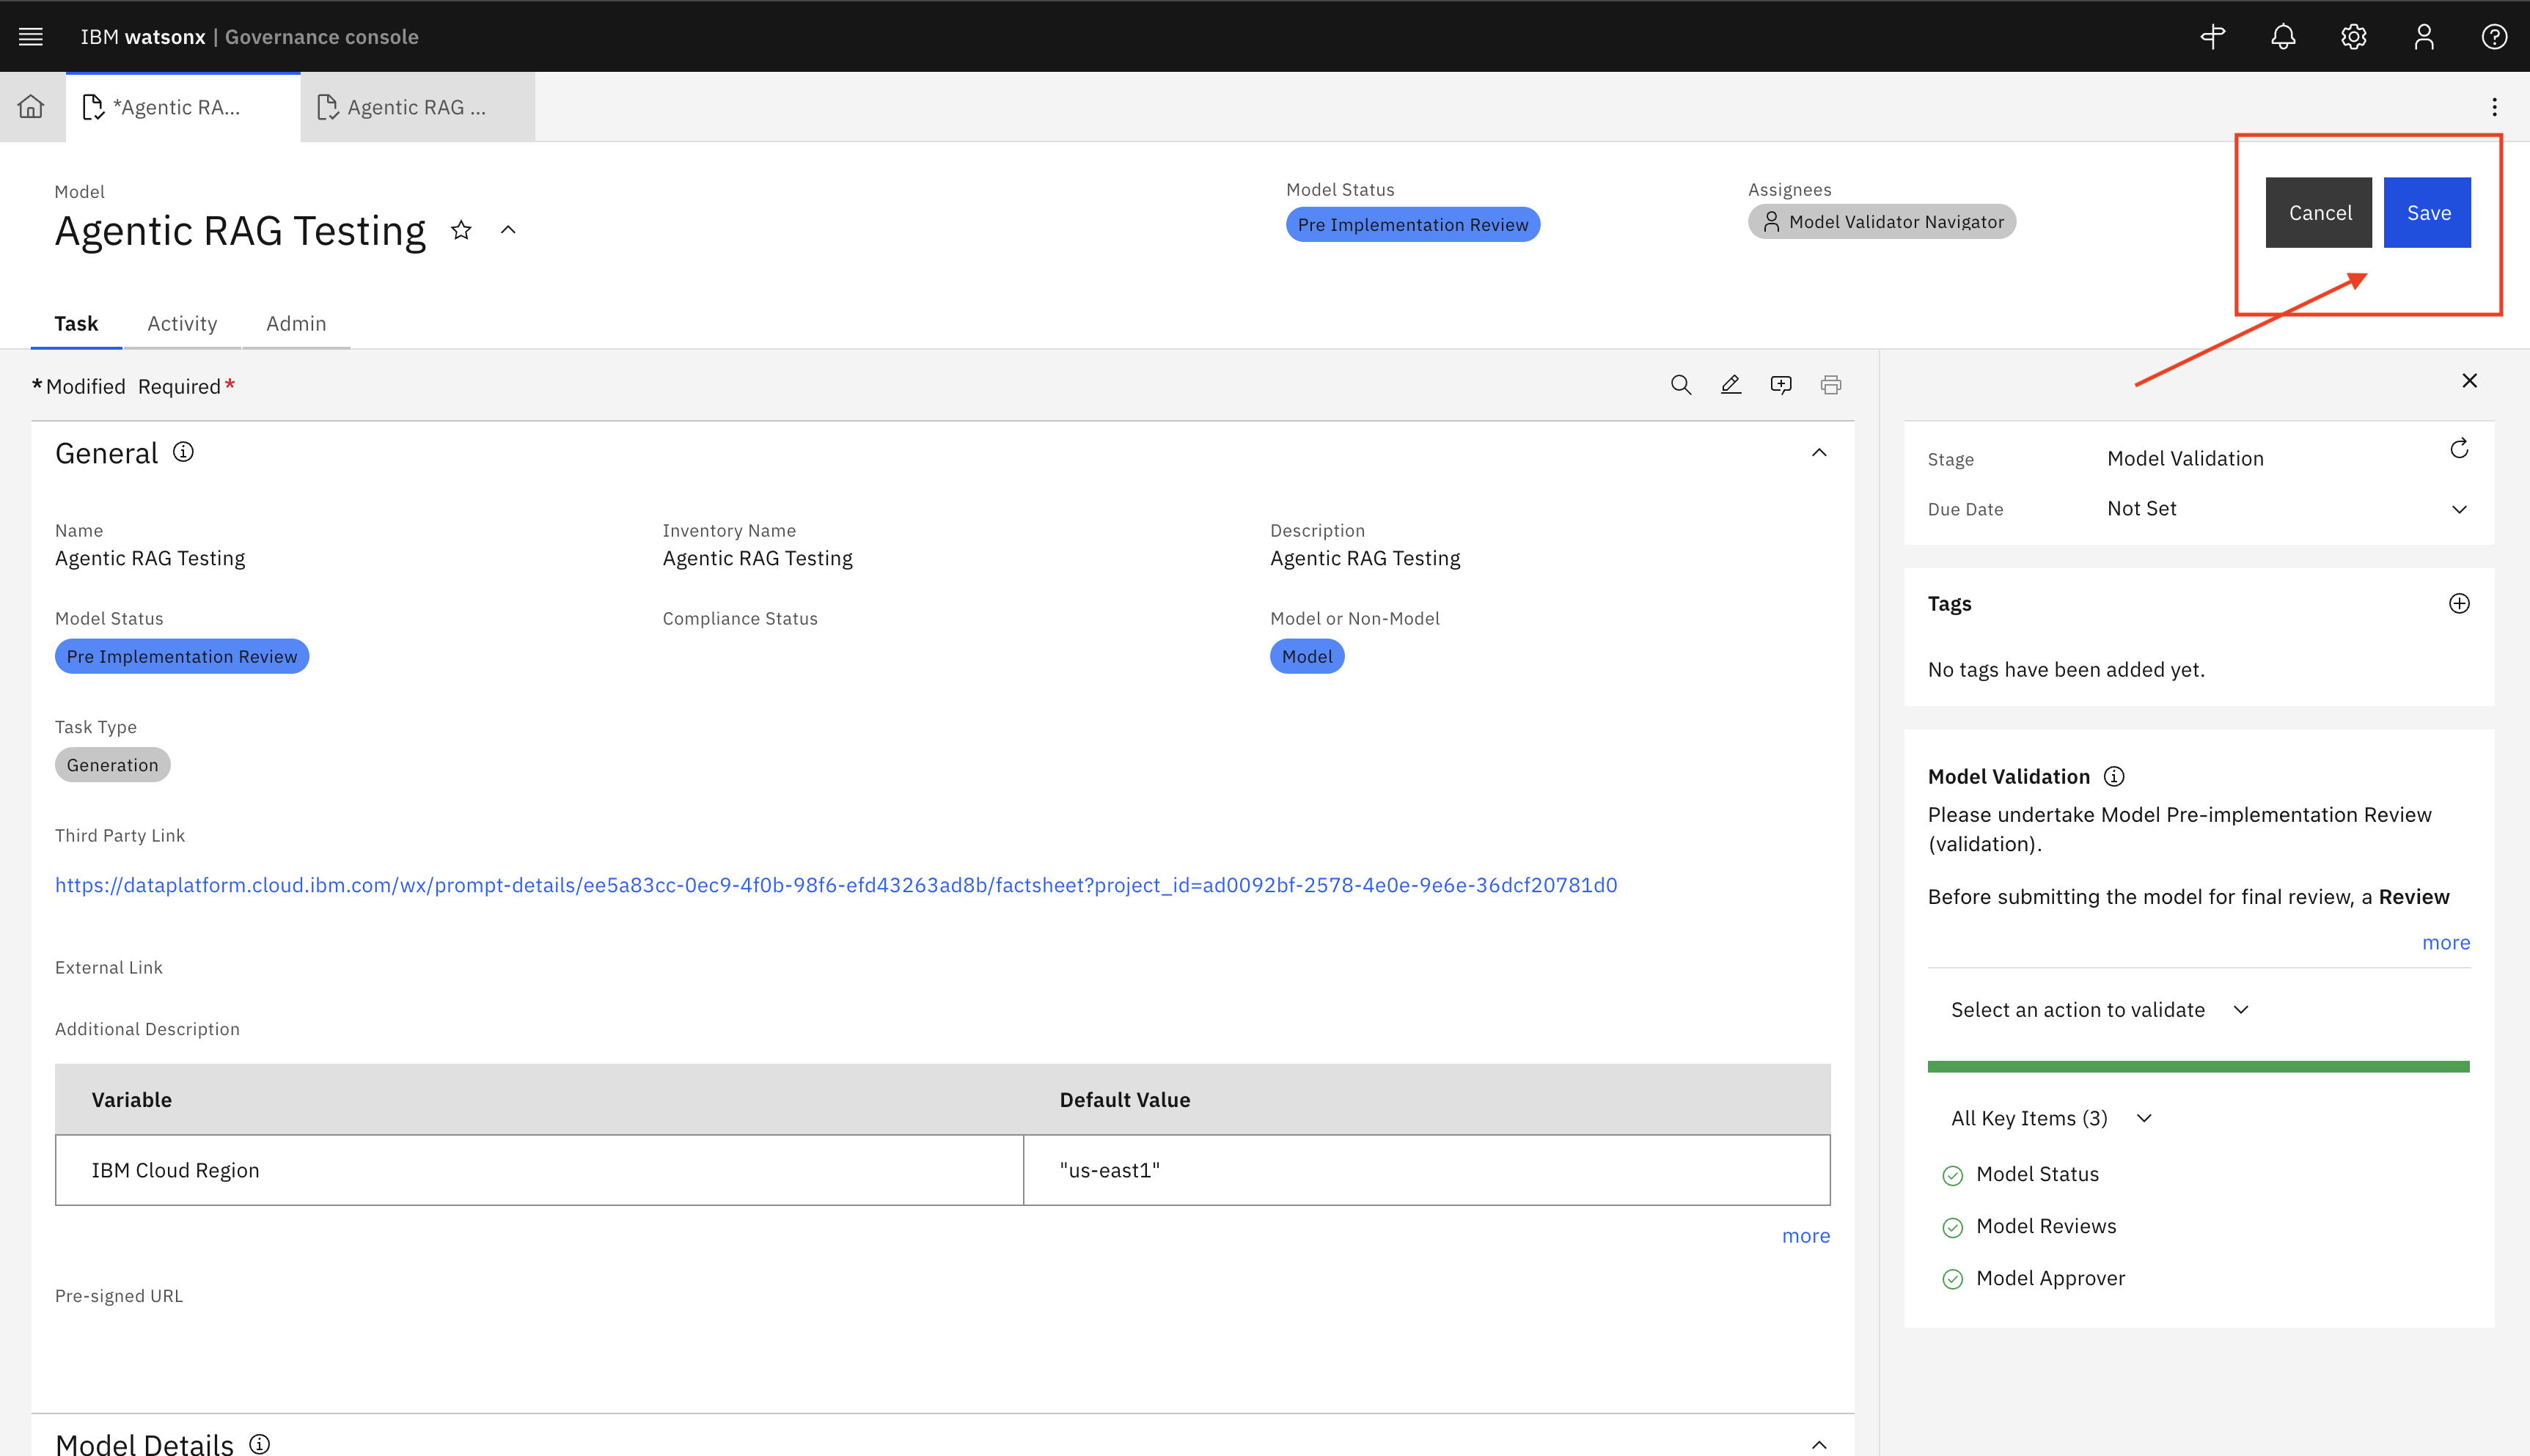 IBM watsonx | Governance console
*Agentic RA...
Agentic RAG ...
Model
Agentic RAG Testing
Model Status
Pre Implementation Review
Assignees
Model Validator Navigator
Cancel
Save
Task
Activity
Admin
*Modified Required*
General
Name
Agentic RAG Testing
Inventory Name
Agentic RAG Testing
Description
Agentic RAG Testing
Model Status
Pre Implementation Review
Compliance Status
Model or Non-Model
Model
Task Type
Generation
Third Party Link
https://dataplatform.cloud.ibm.com/wx/prompt-details/ee5a83cc-0ec9-4f0b-98f6-efd43263ad8b/factsheet?project_id=ad0092bf-2578-4e0e-9e6e-36dcf20781d0
External Link
Additional Description
Variable
Default Value
IBM Cloud Region
"us-east1"
more
Pre-signed URL
Model Details
Stage
Model Validation
Due Date
Not Set
Tags
No tags have been added yet.
Model Validation
Please undertake Model Pre-implementation Review
(validation).
Before submitting the model for final review, a Review
more
Select an action to validate
All Key Items (3)
Model Status
Model Reviews
Model Approver